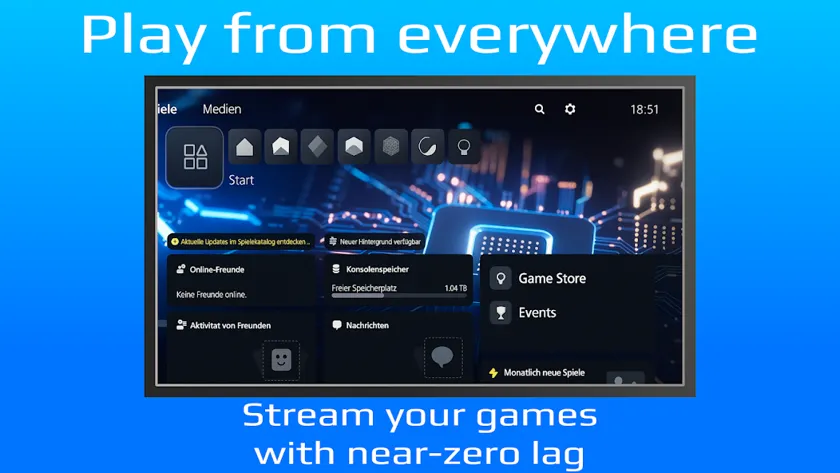 Play from everywhere
iele Medien 18:51
Start
Aktuelle Updates im Spielekatalog entdecken ..
Neuer Hintergrund verfügbar
Online-Freunde
Keine Freunde online.
Konsolenspeicher
Freier Speicherplatz 1.04 TB
Game Store
Events
Aktivitat von Freunden
Nachrichten
Monatlich neue Spiele
Stream your games
with near-zero lag